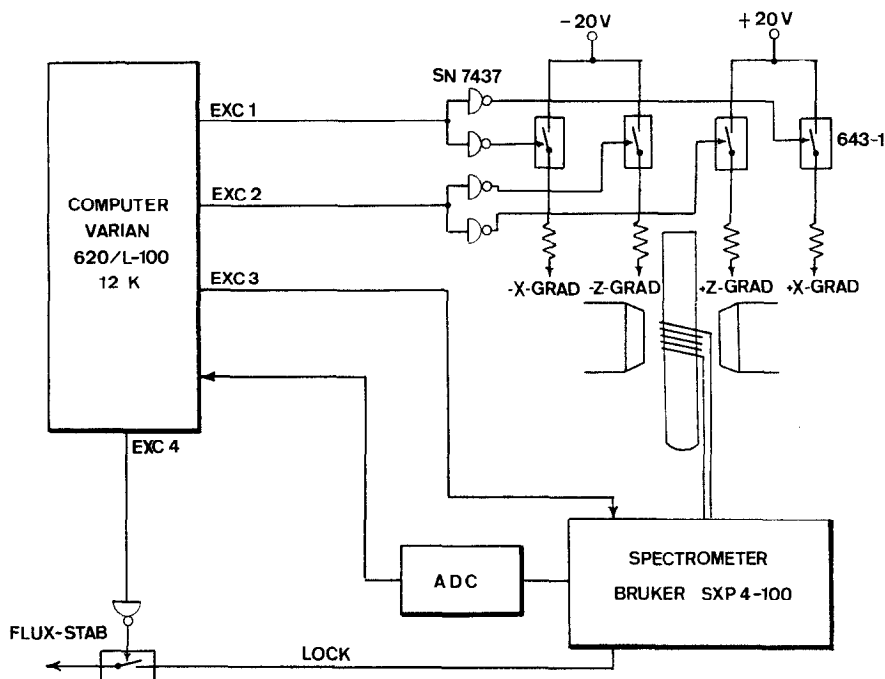 -20V
+20V
SN 7437
EXC 1
643-1
EXC 2
COMPUTER
VARIAN
620/L-100
12 K
EXC 3
-X-GRAD
-Z-GRAD
+Z-GRAD
+X-GRAD
EXC 4
SPECTROMETER
BRUKER SXP 4-100
ADC
FLUX-STAB
LOCK